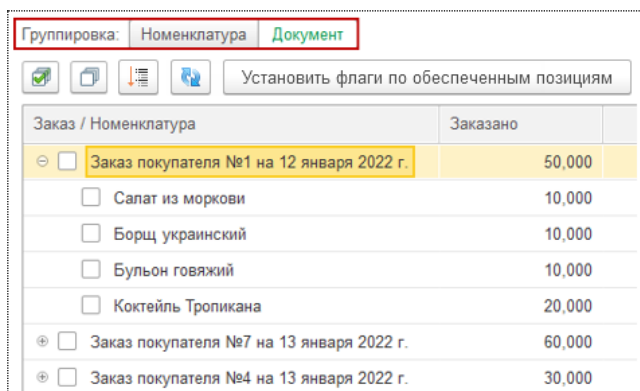 Группировка: Номенклатура Документ
Установить флаги по обеспеченным позициям
Заказ / Номенклатура Заказано
Заказ покупателя №1 на 12 января 2022 г. 50,000
Салат из моркови 10,000
Борщ украинский 10,000
Бульон говяжий 10,000
Коктейль Тропикана 20,000
Заказ покупателя №7 на 13 января 2022 г. 60,000
Заказ покупателя №4 на 13 января 2022 г. 30,000